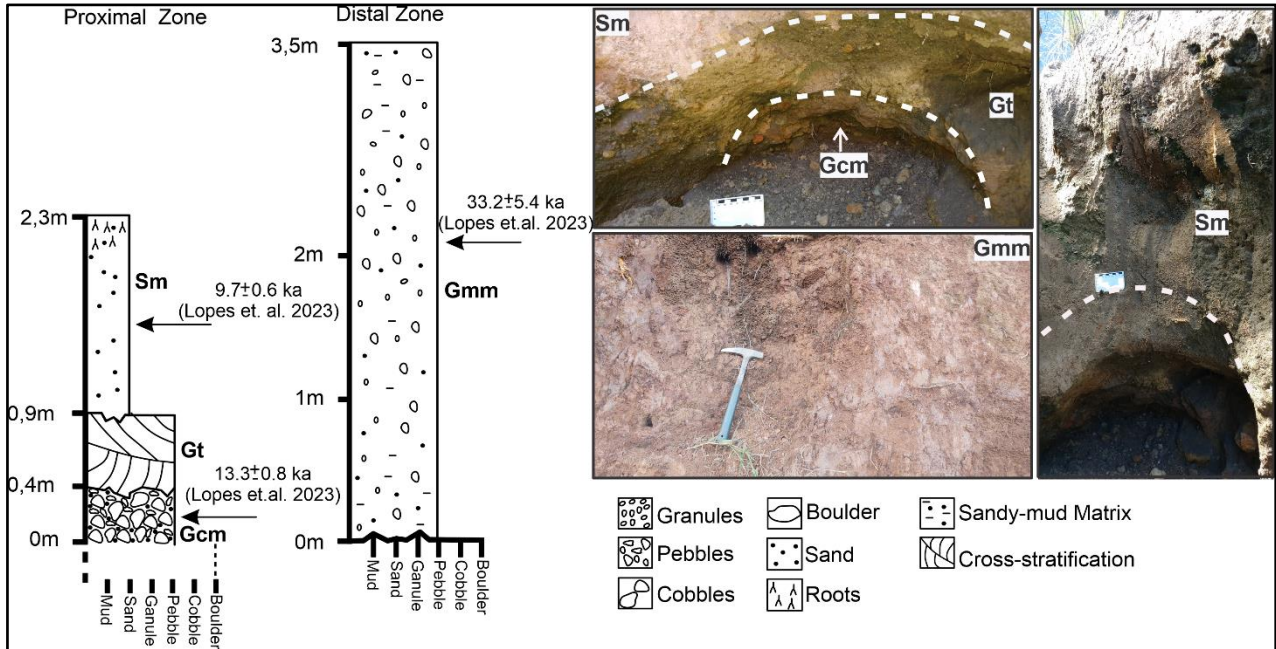 Proximal Zone
2,3m
0,9m
0,4m
0m
Sm
Gt
Gcm
9.7±0.6 ka
(Lopes et. al. 2023)
13.3±0.8 ka
(Lopes et.al. 2023)
Mud
Sand
Ganule
Pebble
Cobble
Boulder
Distal Zone
3,5m
2m
1m
0m
33.2±5.4 ka
(Lopes et.al. 2023)
Gmm
Mud
Sand
Ganule
Pebble
Cobble
Boulder
Sm
Gt
Gcm
Gmm
Sm
Granules
Pebbles
Cobbles
Boulder
Sand
Roots
Sandy-mud Matrix
Cross-stratification